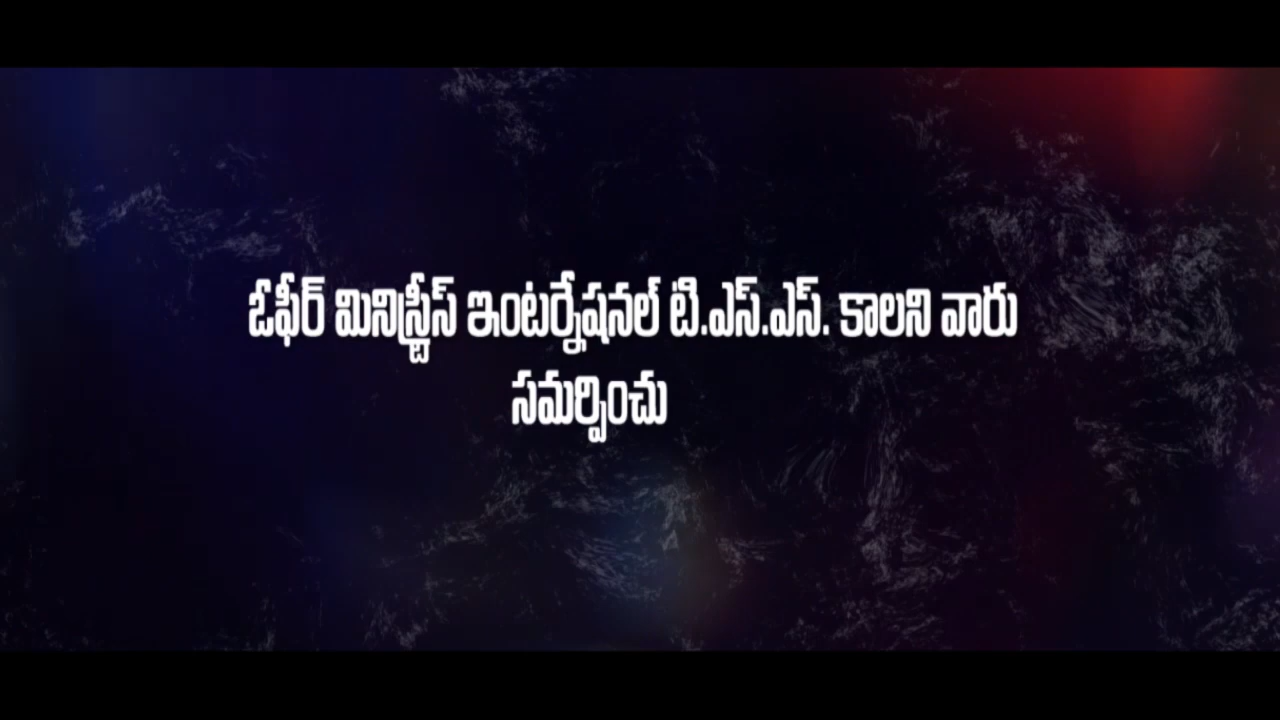 ఓఫీర్ మినిస్ట్రీస్ ఇంటర్నేషనల్ టి.ఎస్.ఎస్. కాలని వారు
సమర్పించు